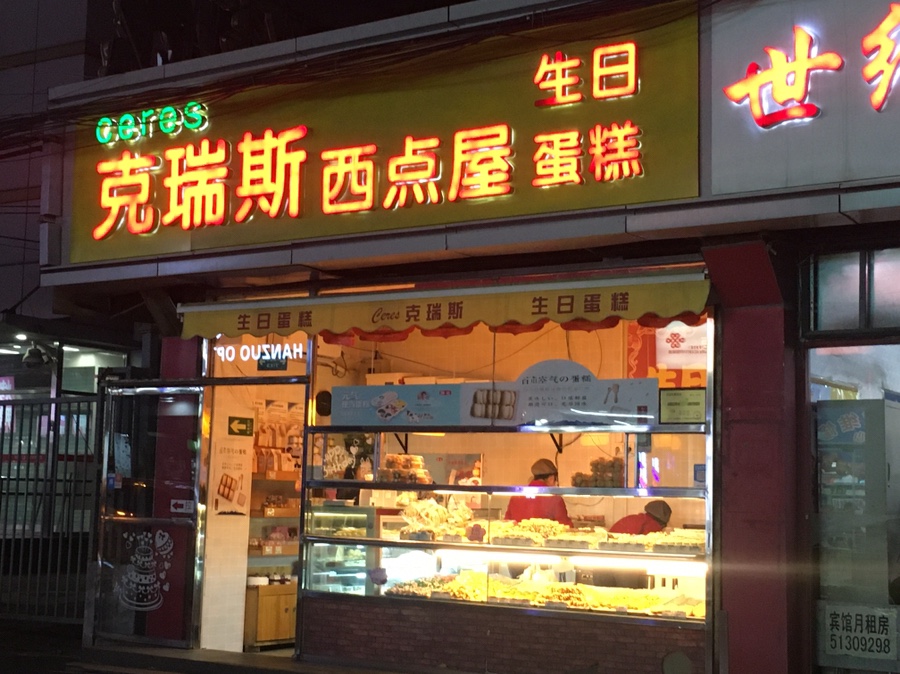 ceres
克瑞斯 西点屋 生日蛋糕
世
生日蛋糕 Ceres 克瑞斯 生日蛋糕
HANZUO OP
宾馆月租房
51309298